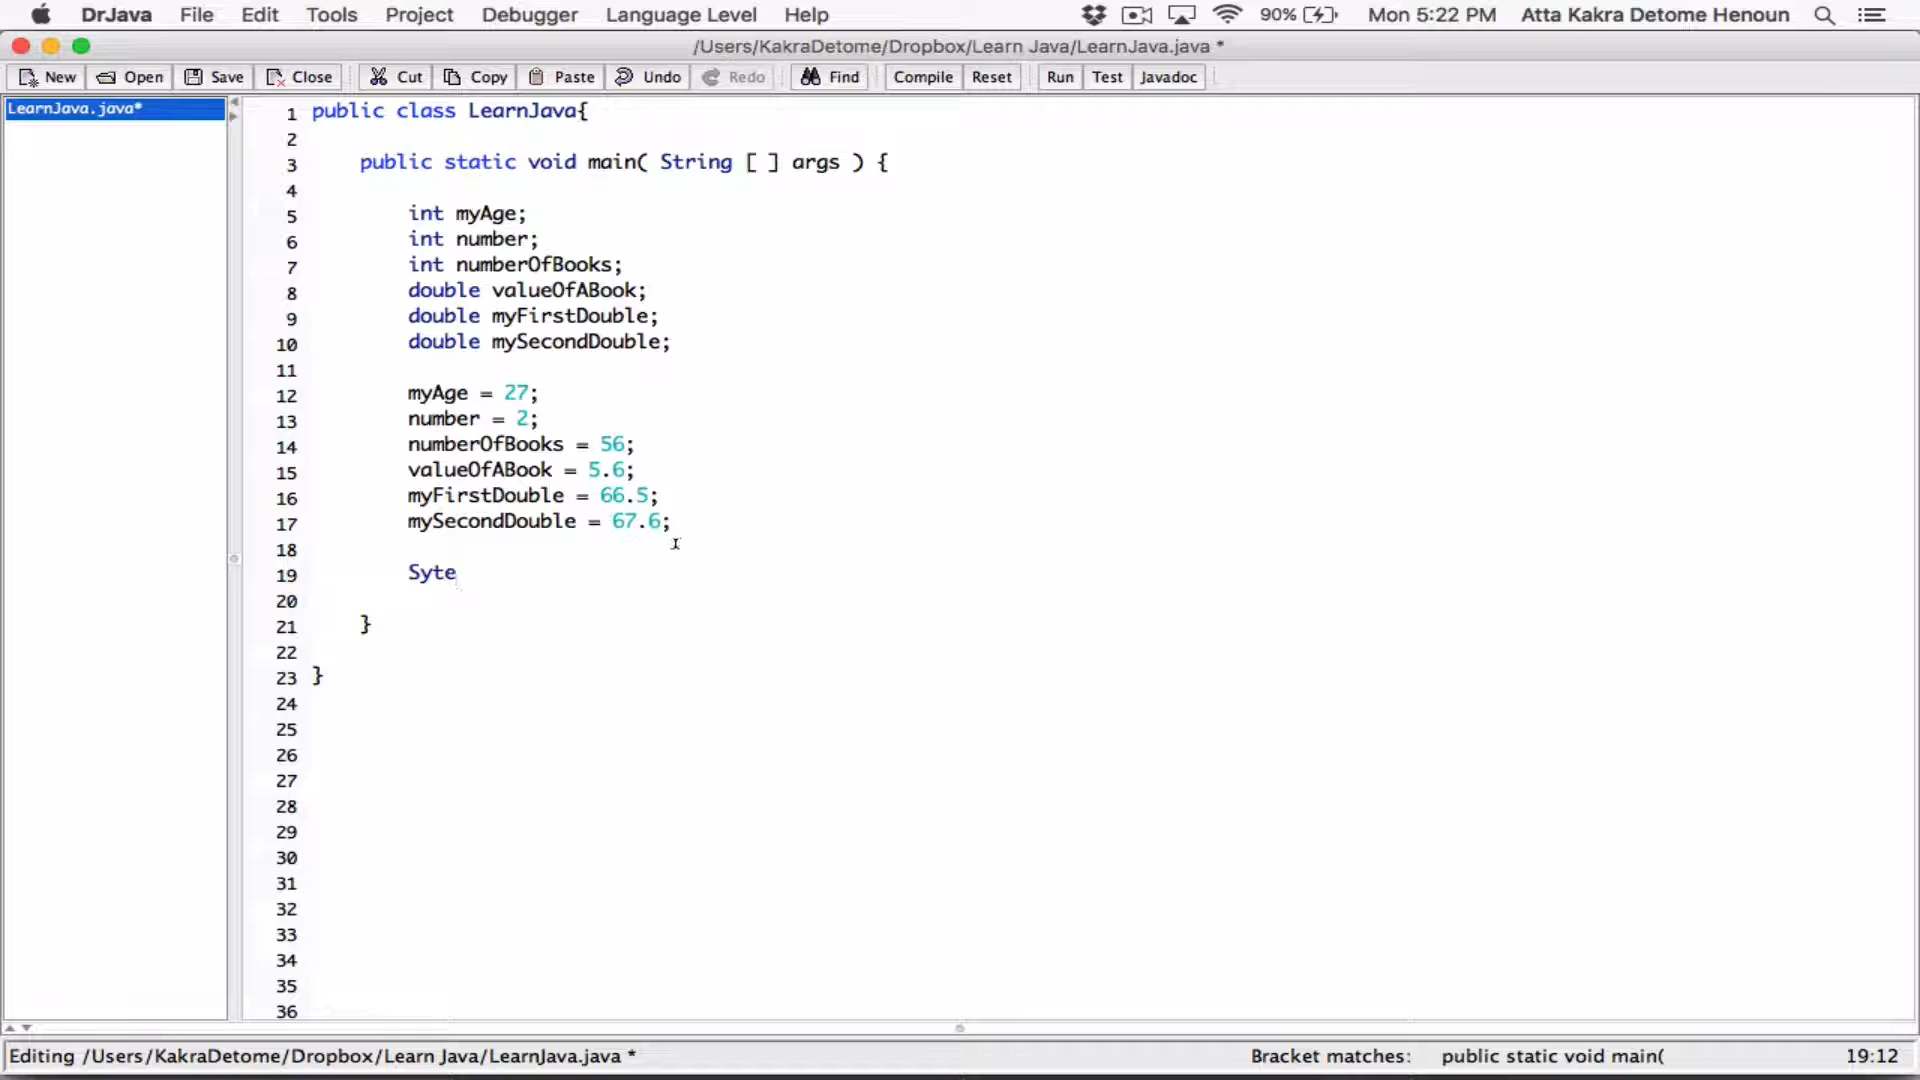 DrJava File Edit Tools Project Debugger Language Level Help 90% Mon 5:22 PM Atta Kakra Detome Henoun
/Users/KakraDetome/Dropbox/Learn Java/LearnJava.java *
New Open Save Close Cut Copy Paste Undo Redo Find Compile Reset Run Test Javadoc
LearnJava.java*
1 public class LearnJava{
2
3 public static void main( String [ ] args ) {
4
5 int myAge;
6 int number;
7 int numberOfBooks;
8 double valueOfABook;
9 double myFirstDouble;
10 double mySecondDouble;
11
12 myAge = 27;
13 number = 2;
14 numberOfBooks = 56;
15 valueOfABook = 5.6;
16 myFirstDouble = 66.5;
17 mySecondDouble = 67.6;
18
19 Syte
20
21 }
22
23 }
24
25
26
27
28
29
30
31
32
33
34
35
36
Editing /Users/KakraDetome/Dropbox/Learn Java/LearnJava.java * Bracket matches: public static void main( 19:12